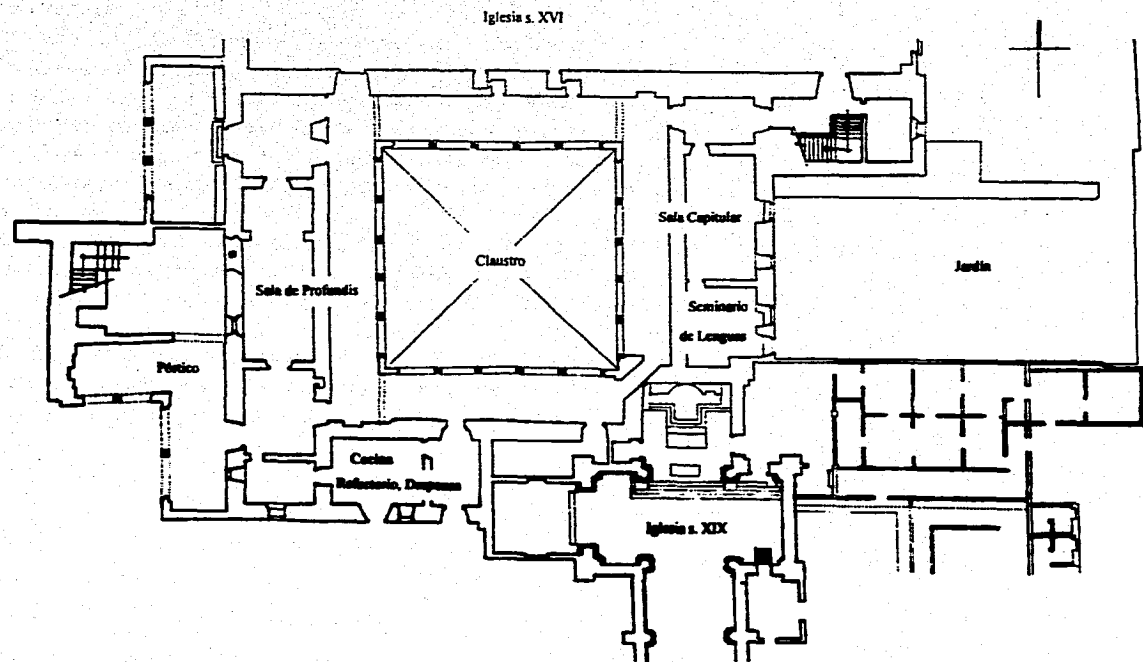 Iglesia s. XVI
Sala Capitular
Claustro
Jardín
Sala de Profundis
Seminario
de Lenguas
Pórtico
Cocina
Refectorio, Despensa
Iglesia s. XIX